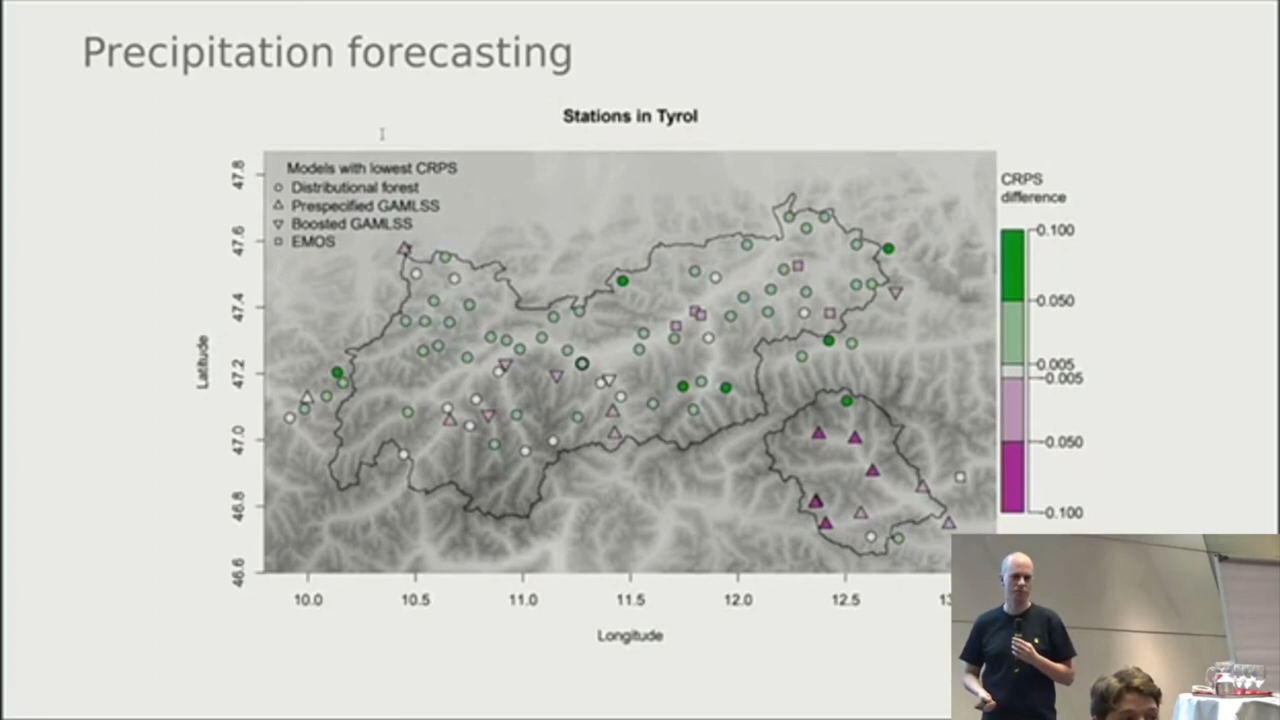 Precipitation forecasting
Stations in Tyrol
Models with lowest CRPS
Distributional forest
Prespecified GAMLSS
Boosted GAMLSS
EMOS
CRPS
difference
0.100
0.050
0.005
-0.005
-0.050
-0.100
47.8
47.6
47.4
47.2
47.0
46.8
46.6
Latitude
10.0
10.5
11.0
11.5
12.0
12.5
Longitude